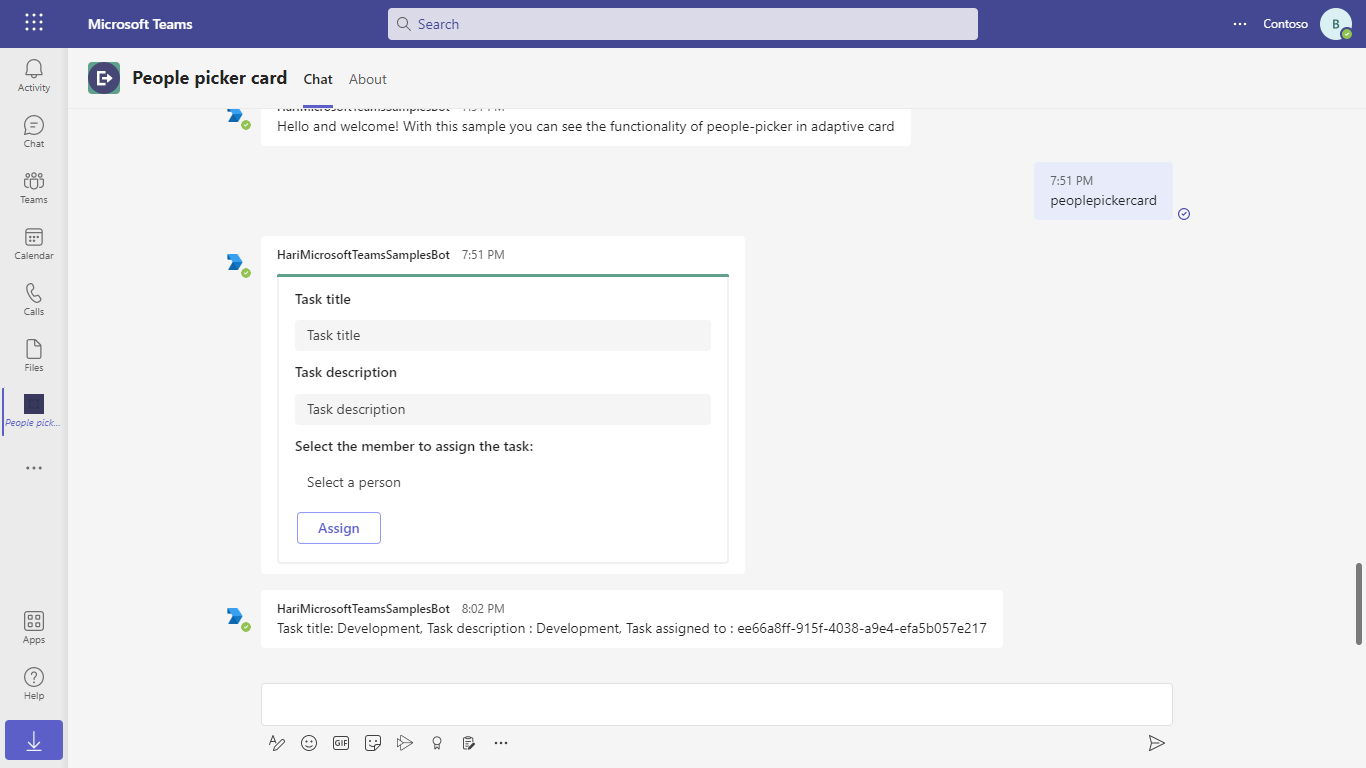 Microsoft Teams
Search
Contoso
B
Activity
Chat
Teams
Calendar
Calls
Files
People pick...
Apps
Help
People picker card
Chat
About
HariMicrosoftTeamsSamplesBot 7:51 PM
Hello and welcome! With this sample you can see the functionality of people-picker in adaptive card
7:51 PM
peoplepickercard
HariMicrosoftTeamsSamplesBot 7:51 PM
Task title
Task title
Task description
Task description
Select the member to assign the task:
Select a person
Assign
HariMicrosoftTeamsSamplesBot 8:02 PM
Task title: Development, Task description : Development, Task assigned to : ee66a8ff-915f-4038-a9e4-efa5b057e217
GIF